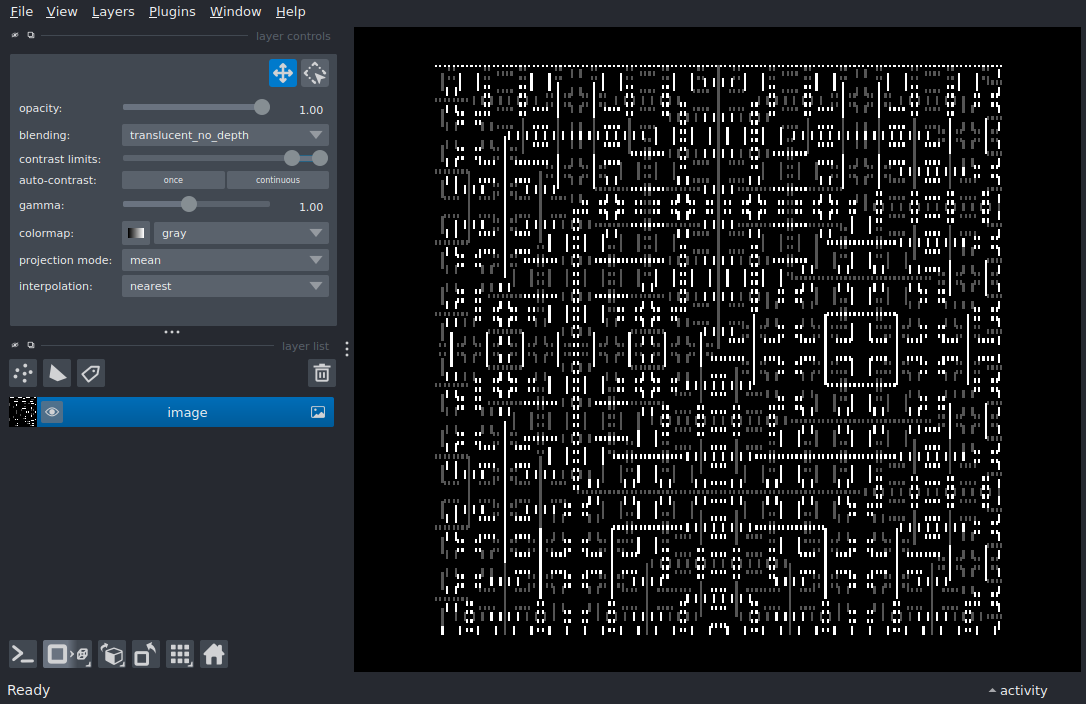 File View Layers Plugins Window Help
layer controls
opacity: 1.00
blending: translucent_no_depth
contrast limits:
auto-contrast: once continuous
gamma: 1.00
colormap: gray
projection mode: mean
interpolation: nearest
layer list
image
Ready
activity